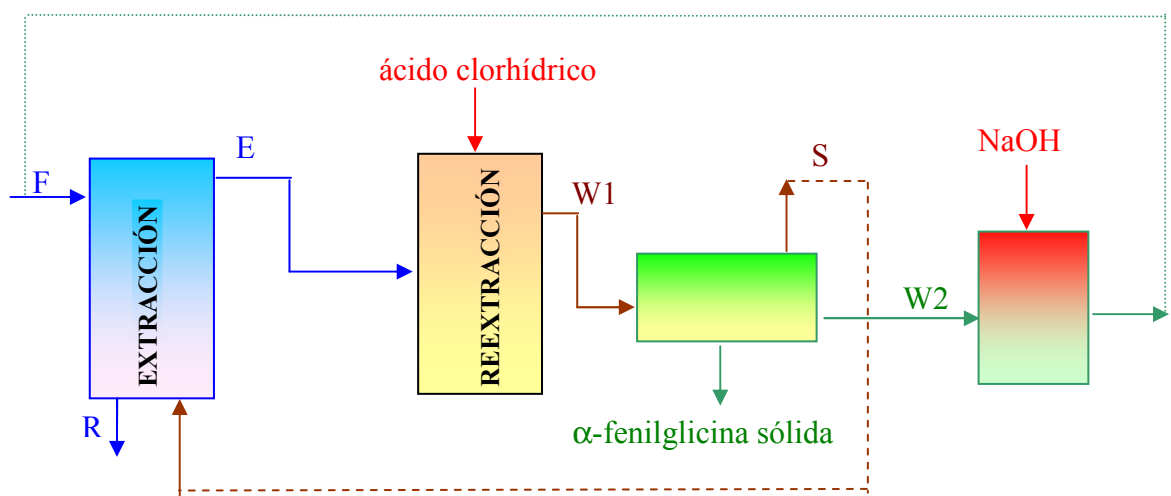 ácido clorhídrico
E
NaOH
S
F
W1
EXTRACCIÓN
REEXTRACCIÓN
W2
R
α-fenilglicina sólida